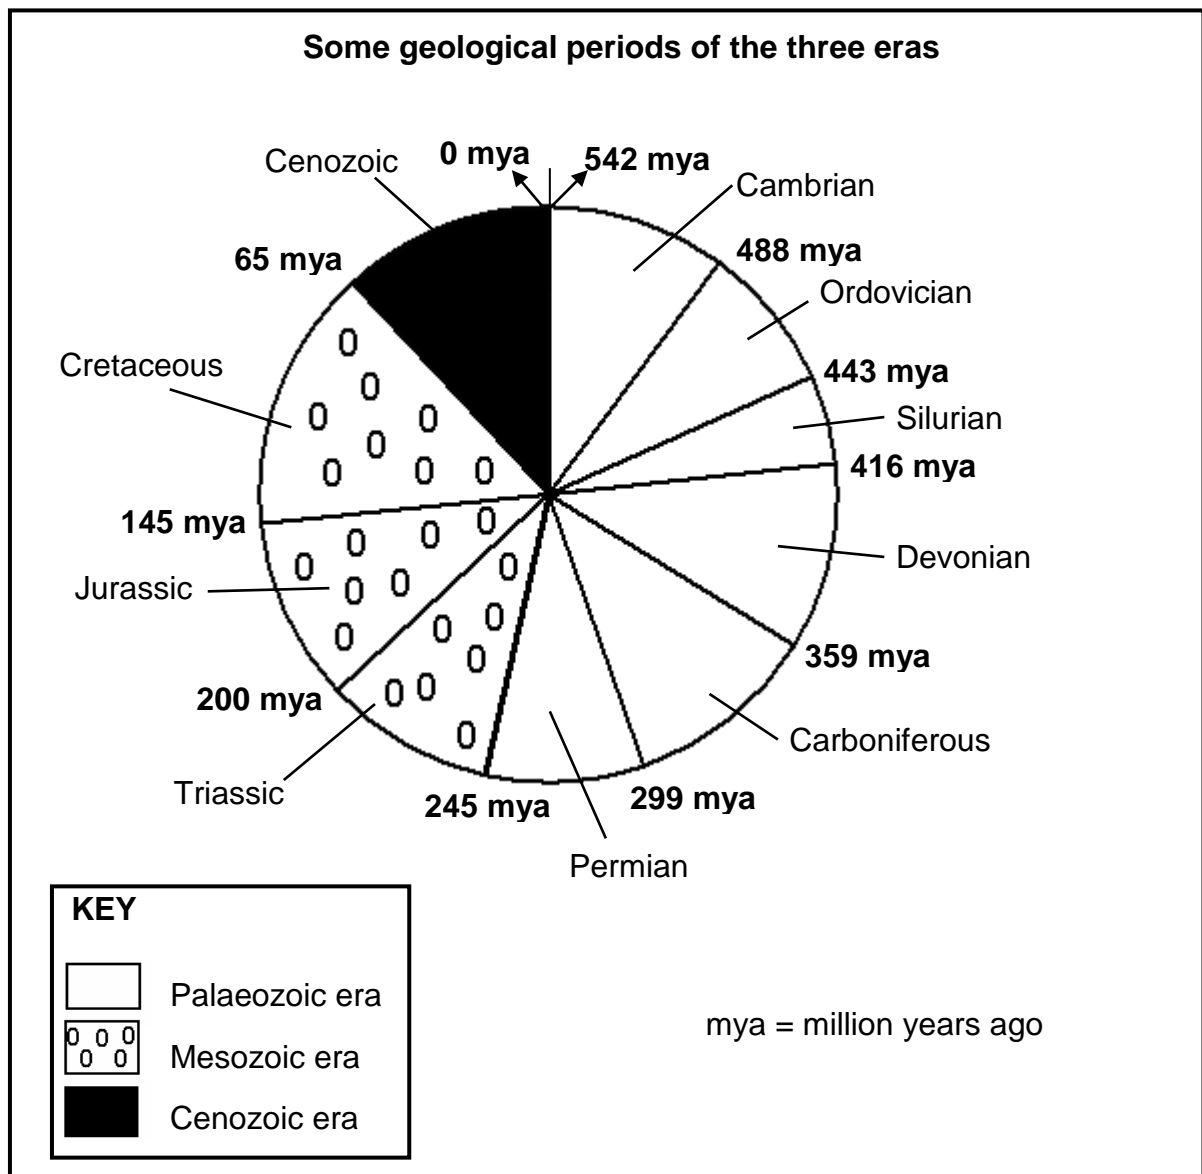 Some geological periods of the three eras
Cenozoic
0 mya
542 mya
Cambrian
65 mya
488 mya
Ordovician
Cretaceous
443 mya
Silurian
416 mya
145 mya
Devonian
Jurassic
359 mya
200 mya
Carboniferous
Triassic
245 mya
299 mya
Permian
KEY
Palaeozoic era
Mesozoic era
Cenozoic era
mya = million years ago